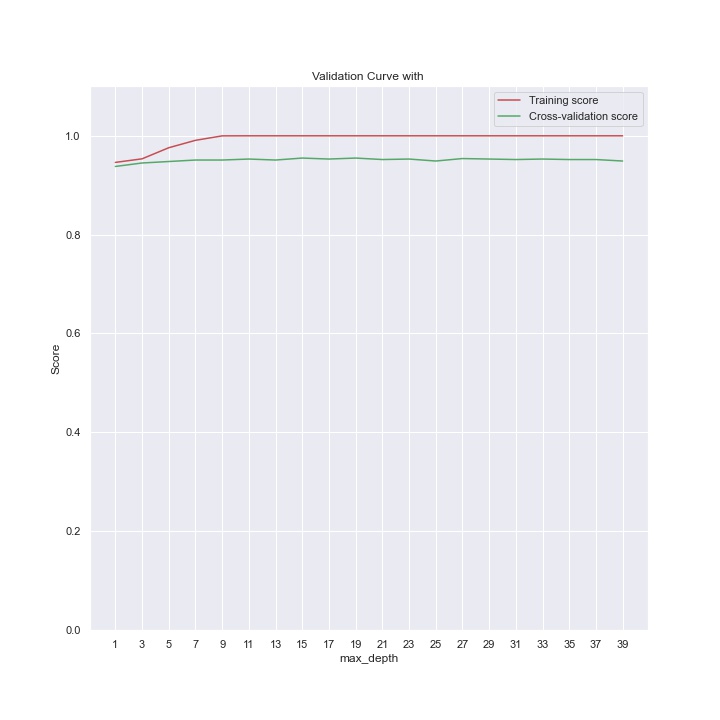 Validation Curve with
Training score
Cross-validation score
1.0
0.8
0.6
0.4
0.2
0.0
Score
1 3 5 7 9 11 13 15 17 19 21 23 25 27 29 31 33 35 37 39
max_depth